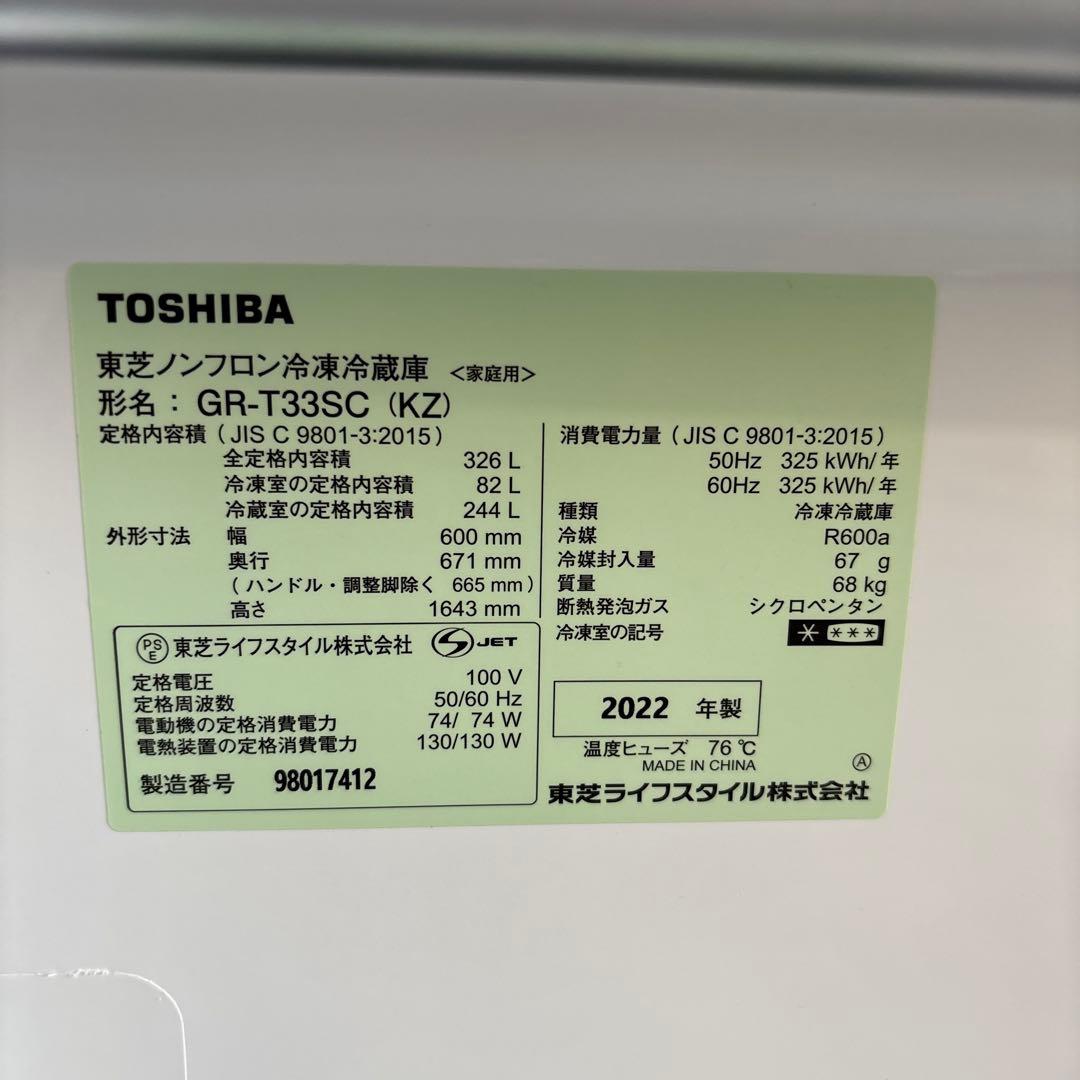 TOSHIBA
東芝ノンフロン冷凍冷蔵庫 <家庭用>
形名: GR-T33SC (KZ)
定格内容積 (JIS C 9801-3:2015)
全定格内容積 326 L
冷凍室の定格内容積 82 L
冷蔵室の定格内容積 244 L
外形寸法 幅 600 mm
奥行 671 mm
(ハンドル・調整脚除く 665 mm)
高さ 1643 mm
PSE 東芝ライフスタイル株式会社 S JET
定格電圧 100 V
定格周波数 50/60 Hz
電動機の定格消費電力 74/ 74 W
電熱装置の定格消費電力 130/130 W
製造番号 98017412
消費電力量 (JIS C 9801-3:2015)
50Hz 325 kWh/年
60Hz 325 kWh/年
種類 冷凍冷蔵庫
冷媒 R600a
冷媒封入量 67 g
質量 68 kg
断熱発泡ガス シクロペンタン
冷凍室の記号 * ***
2022 年製
温度ヒューズ 76 ℃
MADE IN CHINA
Ⓐ
東芝ライフスタイル株式会社